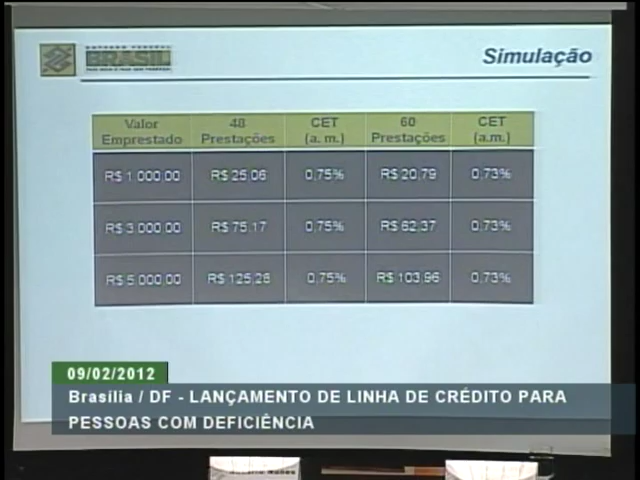 BRASIL
Simulação
Valor Emprestado 48 Prestações CET (a. m.) 60 Prestações CET (a.m.)
R$ 1.000,00 R$ 25,06 0,75% R$ 20,79 0,73%
R$ 3.000,00 R$ 75,17 0,75% R$ 62,37 0,73%
R$ 5.000,00 R$ 125,28 0,75% R$ 103,96 0,73%
09/02/2012
Brasília / DF - LANÇAMENTO DE LINHA DE CRÉDITO PARA
PESSOAS COM DEFICIÊNCIA